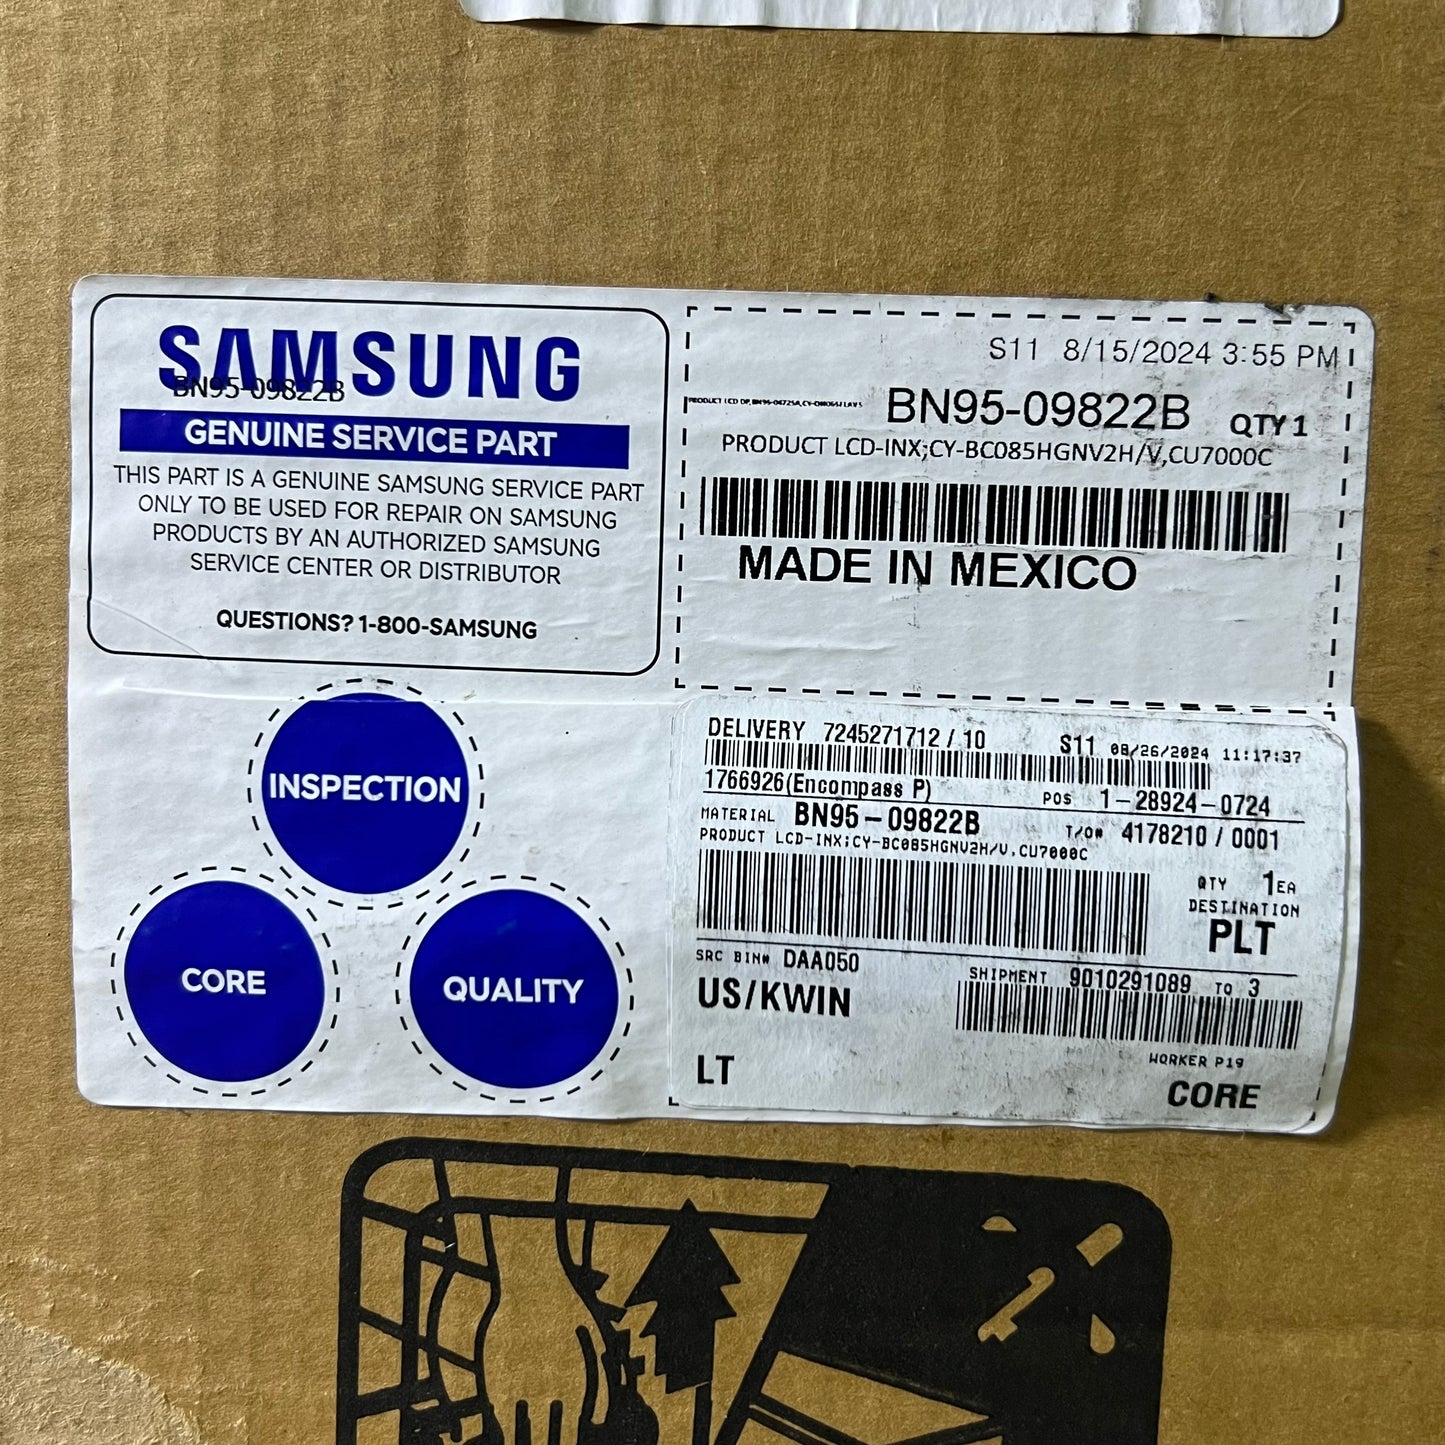 SAMSUNG
BN95-09822B
GENUINE SERVICE PART
THIS PART IS A GENUINE SAMSUNG SERVICE PART
ONLY TO BE USED FOR REPAIR ON SAMSUNG
PRODUCTS BY AN AUTHORIZED SAMSUNG
SERVICE CENTER OR DISTRIBUTOR
QUESTIONS? 1-800-SAMSUNG
S11 8/15/2024 3:55 PM
PRODUCT LCD
BN95-09822B QTY 1
PRODUCT LCD-INX;CY-BC085HGNV2H/V,CU7000C
MADE IN MEXICO
INSPECTION
CORE
QUALITY
DELIVERY 7245271712 / 10 S11 08/26/2024 11:17:37
1766926(Encompass P) POS 1-28924-0724
MATERIAL BN95-09822B T/O# 4178210 / 0001
PRODUCT LCD-INX;CY-BC085HGNV2H/V,CU7000C
QTY 1EA
DESTINATION
PLT
SRC BIN# DAA050
SHIPMENT 9010291089 TO 3
US/KWIN
WORKER P19
LT
CORE